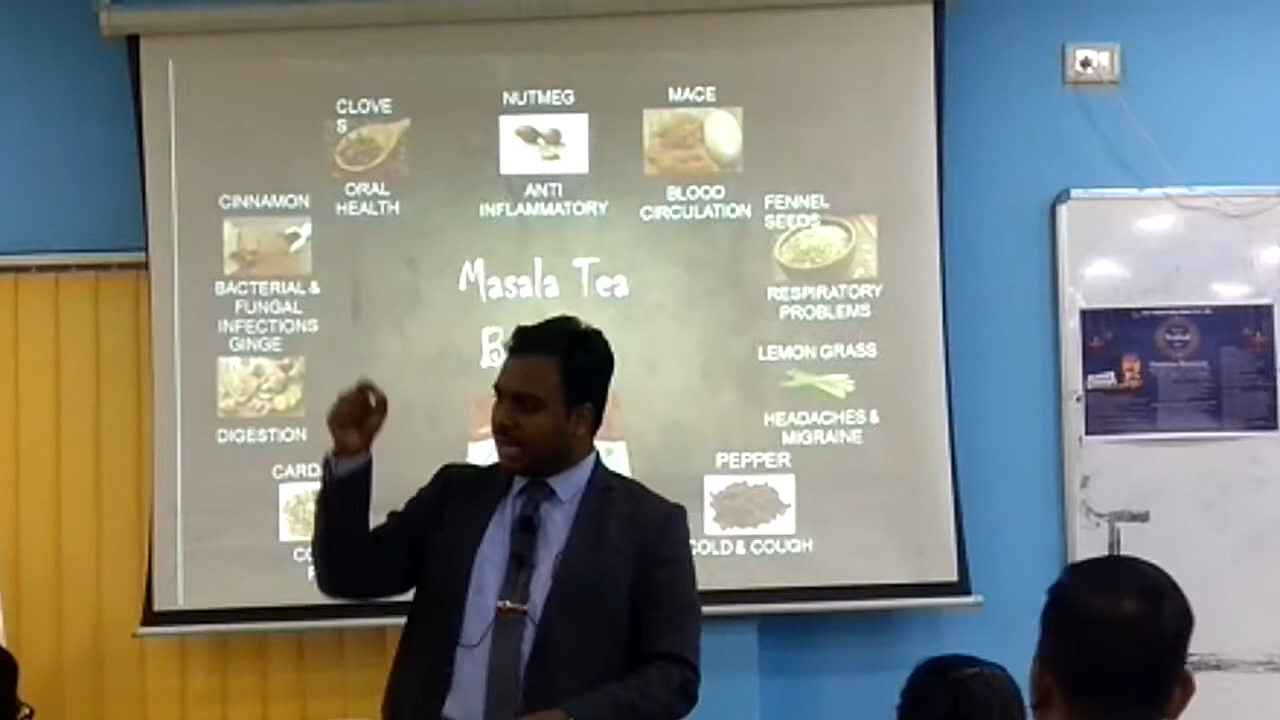 CLOVE
S
ORAL
HEALTH
NUTMEG
ANTI
INFLAMMATORY
MACE
BLOOD
CIRCULATION
CINNAMON
BACTERIAL &
FUNGAL
INFECTIONS
FENNEL
SEEDS
RESPIRATORY
PROBLEMS
Masala Tea
GINGE
DIGESTION
LEMON GRASS
HEADACHES &
MIGRAINE
PEPPER
COLD & COUGH